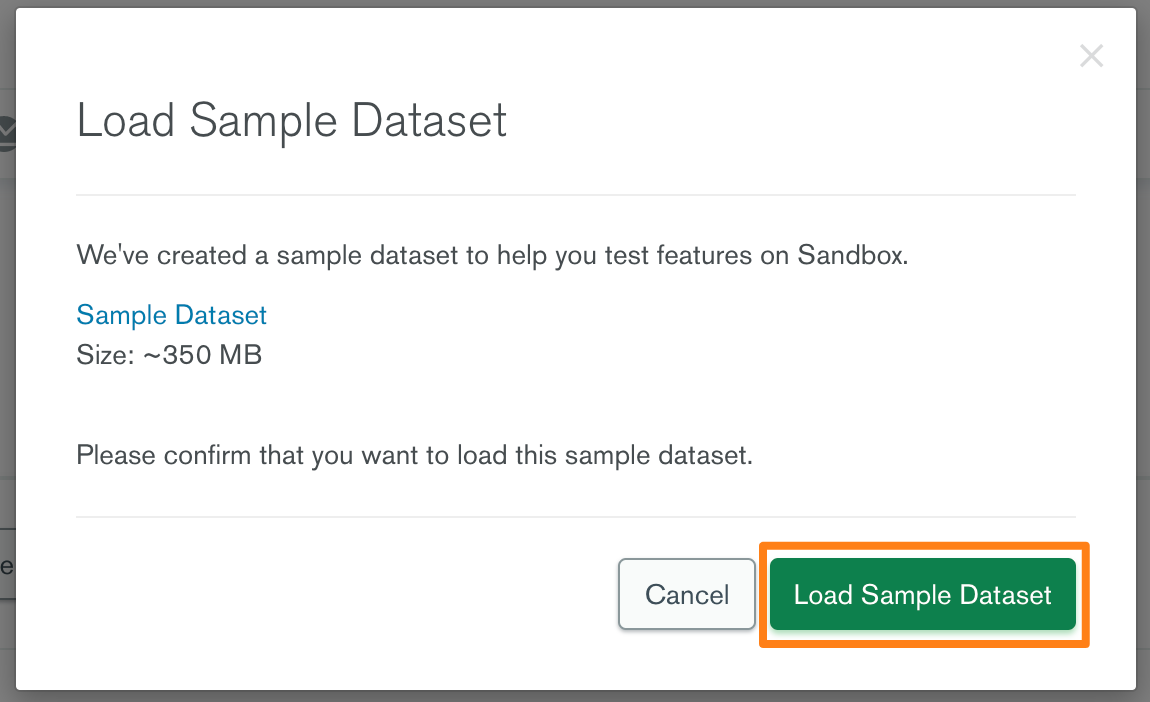 Load Sample Dataset
We've created a sample dataset to help you test features on Sandbox.
Sample Dataset
Size: ~350 MB
Please confirm that you want to load this sample dataset.
e
Cancel
Load Sample Dataset